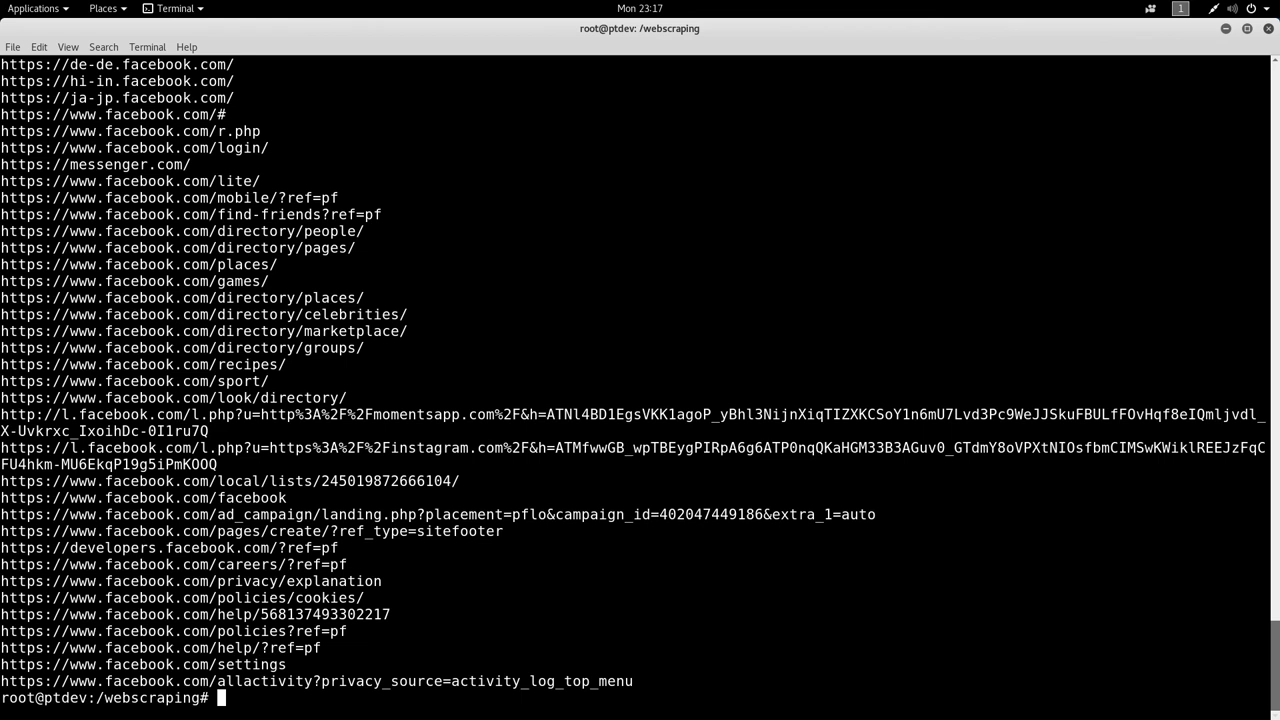 Applications Places Terminal Mon 23:17 1
root@ptdev: /webscraping
File Edit View Search Terminal Help
https://de-de.facebook.com/
https://hi-in.facebook.com/
https://ja-jp.facebook.com/
https://www.facebook.com/#
https://www.facebook.com/r.php
https://www.facebook.com/login/
https://messenger.com/
https://www.facebook.com/lite/
https://www.facebook.com/mobile/?ref=pf
https://www.facebook.com/find-friends?ref=pf
https://www.facebook.com/directory/people/
https://www.facebook.com/directory/pages/
https://www.facebook.com/places/
https://www.facebook.com/games/
https://www.facebook.com/directory/places/
https://www.facebook.com/directory/celebrities/
https://www.facebook.com/directory/marketplace/
https://www.facebook.com/directory/groups/
https://www.facebook.com/recipes/
https://www.facebook.com/sport/
https://www.facebook.com/look/directory/
http://l.facebook.com/l.php?u=http%3A%2F%2Fmomentsapp.com%2F&h=ATNl4BD1EgsVKK1agoP_yBhl3NijnXiqTIZXKCSoY1n6mU7Lvd3Pc9WeJJSkuFBULfFOvHqf8eIQmljvdl_
X-Uvkrxc_IxoihDc-0I1ru7Q
https://l.facebook.com/l.php?u=https%3A%2F%2Finstagram.com%2F&h=ATMfwwGB_wpTBEygPIRpA6g6ATP0nqQKaHGM33B3AGuv0_GTdmY8oVPXtNIOsfbmCIMSwKWiklREEJzFqC
FU4hkm-MU6EkqP19g5iPmKOOQ
https://www.facebook.com/local/lists/245019872666104/
https://www.facebook.com/facebook
https://www.facebook.com/ad_campaign/landing.php?placement=pflo&campaign_id=402047449186&extra_1=auto
https://www.facebook.com/pages/create/?ref_type=sitefooter
https://developers.facebook.com/?ref=pf
https://www.facebook.com/careers/?ref=pf
https://www.facebook.com/privacy/explanation
https://www.facebook.com/policies/cookies/
https://www.facebook.com/help/568137493302217
https://www.facebook.com/policies?ref=pf
https://www.facebook.com/help/?ref=pf
https://www.facebook.com/settings
https://www.facebook.com/allactivity?privacy_source=activity_log_top_menu
root@ptdev:/webscraping#